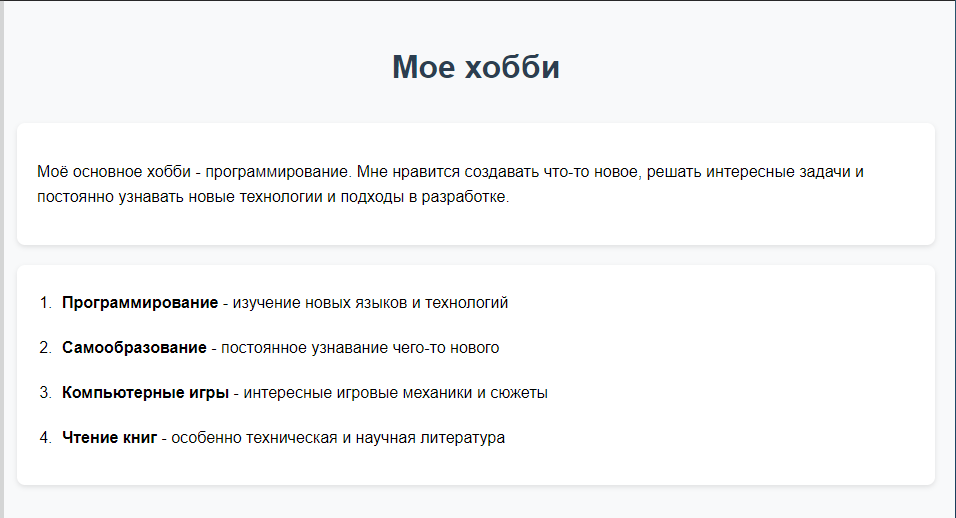 Мое хобби
Моё основное хобби - программирование. Мне нравится создавать что-то новое, решать интересные задачи и
постоянно узнавать новые технологии и подходы в разработке.
1. Программирование - изучение новых языков и технологий
2. Самообразование - постоянное узнавание чего-то нового
3. Компьютерные игры - интересные игровые механики и сюжеты
4. Чтение книг - особенно техническая и научная литература